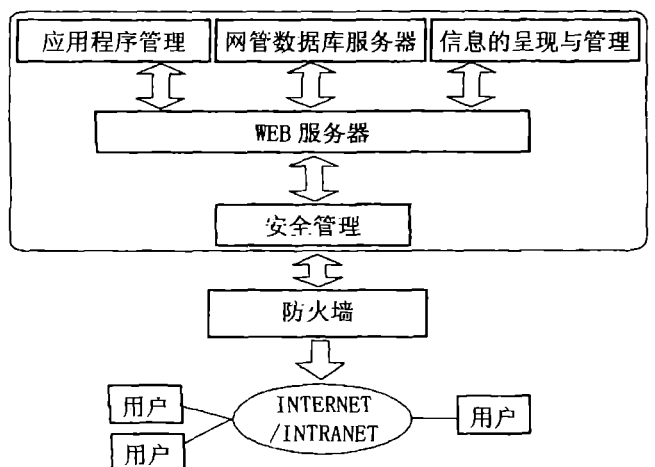 应用程序管理
网管数据库服务器
信息的呈现与管理
WEB 服务器
安全管理
防火墙
用户
INTERNET
/INTRANET
用户
用户